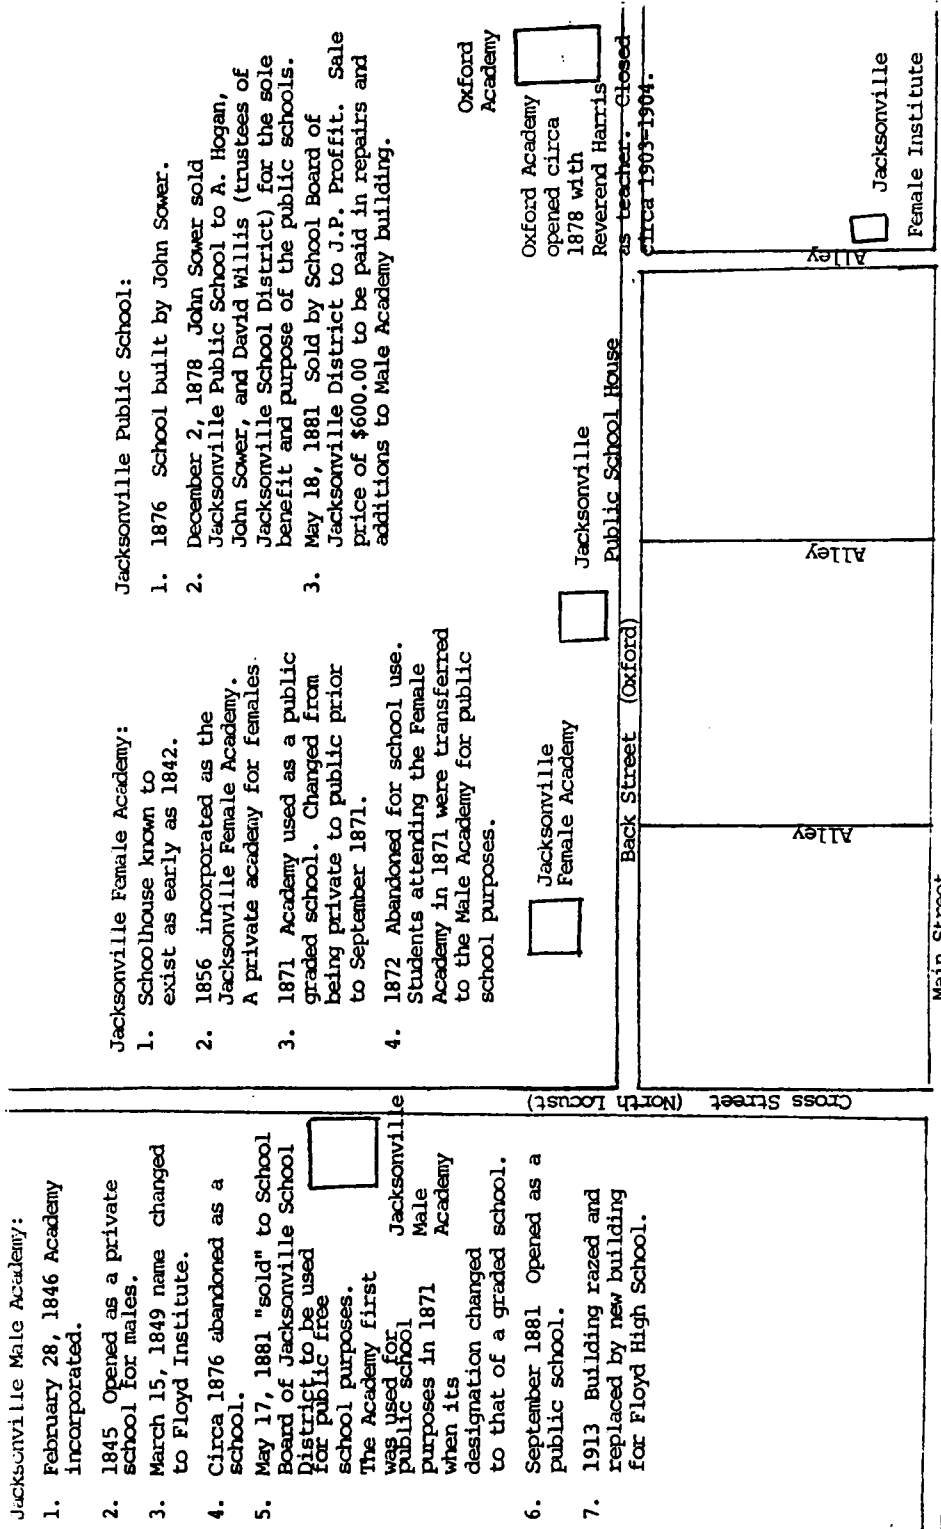 Jacksonville Male Academy:
1. February 28, 1846 Academy
incorporated.
2. 1845 Opened as a private
school for males.
3. March 15, 1849 name changed
to Floyd Institute.
4. Circa 1876 abandoned as a
school.
5. May 17, 1881 "sold" to School
Board of Jacksonville School
District to be used
for public free
school purposes.
The Academy first
was used for
public school
purposes in 1871
when its
designation changed
to that of a graded school.
6. September 1881 Opened as a
public school.
7. 1913 Building razed and
replaced by new building
for Floyd High School.
Jacksonville
Male
Academy
Cross Street (North Locust)
Jacksonville Female Academy:
1. Schoolhouse known to
exist as early as 1842.
2. 1856 incorporated as the
Jacksonville Female Academy.
A private academy for females.
3. 1871 Academy used as a public
graded school. Changed from
being private to public prior
to September 1871.
4. 1872 Abandoned for school use.
Students attending the Female
Academy in 1871 were transferred
to the Male Academy for public
school purposes.
Jacksonville
Female Academy
Jacksonville Public School:
1. 1876 School built by John Sower.
2. December 2, 1878 John Sower sold
Jacksonville Public School to A. Hogan,
John Sower, and David Willis (trustees of
Jacksonville School District) for the sole
benefit and purpose of the public schools.
3. May 18, 1881 Sold by School Board of
Jacksonville District to J.P. Proffit. Sale
price of $600.00 to be paid in repairs and
additions to Male Academy building.
Jacksonville
Public School House
Oxford
Academy
Oxford Academy
opened circa
1878 with
Reverend Harris
as teacher. Closed
circa 1903-1904.
Back Street (Oxford)
Alley
Alley
Alley
Jacksonville
Female Institute
Main Street